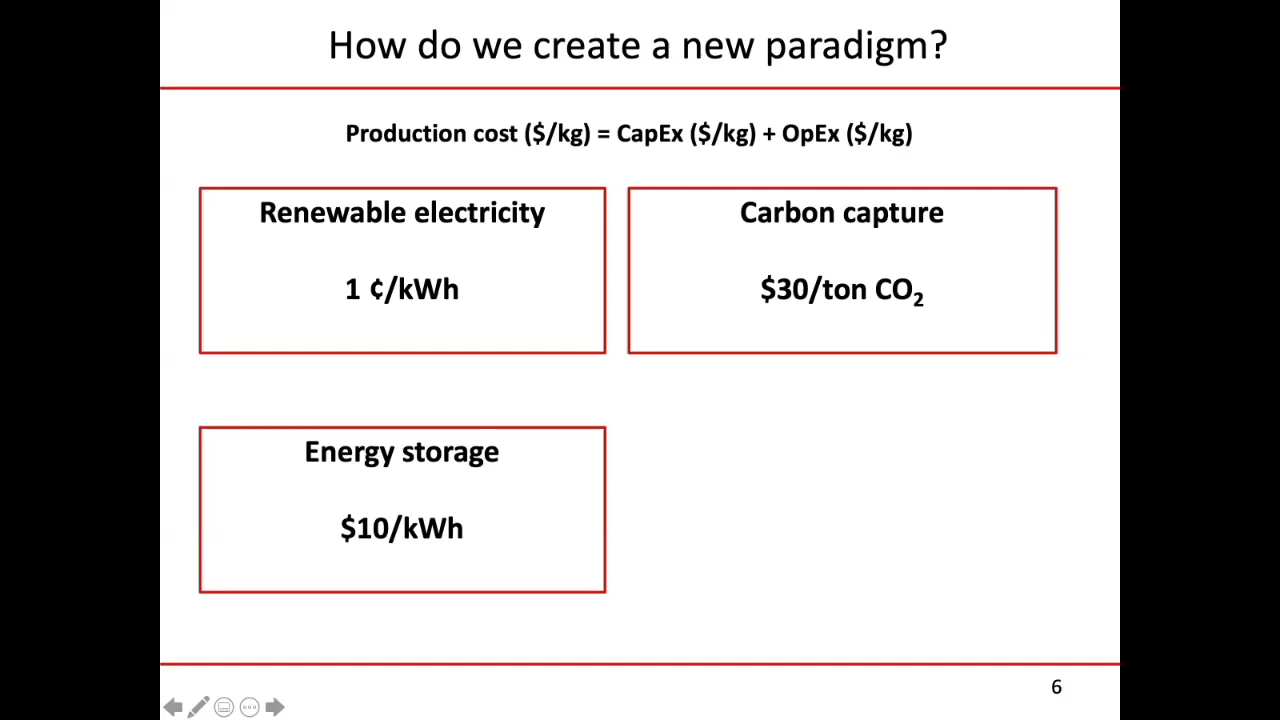 How do we create a new paradigm?
Production cost ($/kg) = CapEx ($/kg) + OpEx ($/kg)
Renewable electricity
1 ¢/kWh
Carbon capture
$30/ton CO₂
Energy storage
$10/kWh
6